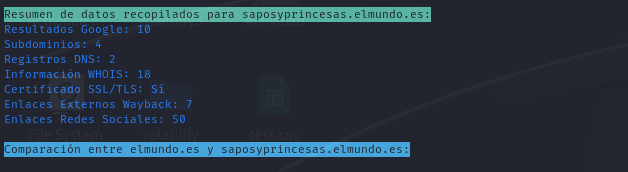 Resumen de datos recopilados para saposyprincesas.elmundo.es:
Resultados Google: 10
Subdominios: 4
Registros DNS: 2
Información WHOIS: 18
Certificado SSL/TLS: Sí
Enlaces Externos Wayback: 7
Enlaces Redes Sociales: 50
File System
volatility
test.csv
Comparación entre elmundo.es y saposyprincesas.elmundo.es: